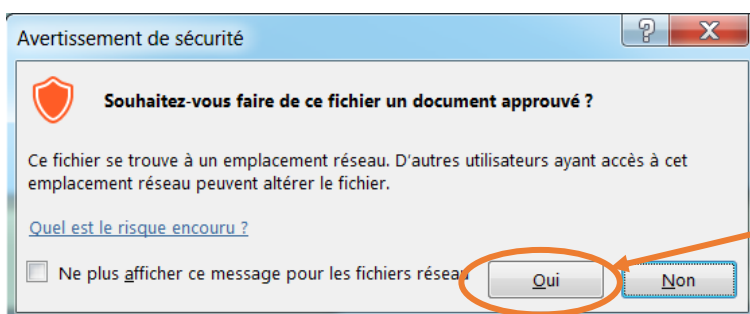 Avertissement de sécurité
Souhaitez-vous faire de ce fichier un document approuvé ?
Ce fichier se trouve à un emplacement réseau. D'autres utilisateurs ayant accès à cet
emplacement réseau peuvent altérer le fichier.
Quel est le risque encouru ?
Ne plus afficher ce message pour les fichiers réseau
Oui
Non